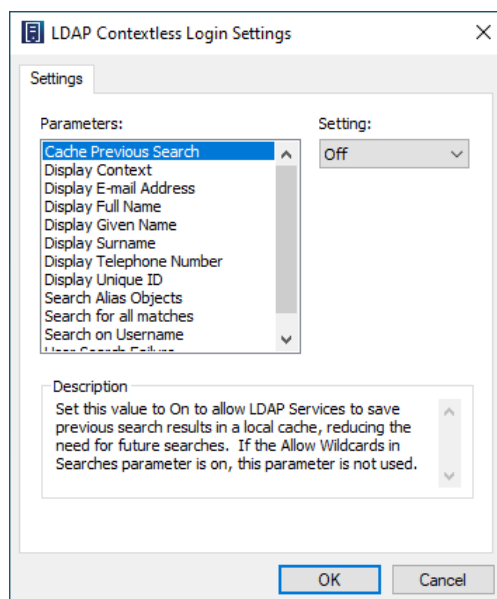 LDAP Contextless Login Settings
Settings
Parameters:
Setting:
Cache Previous Search
Off
Display Context
Display E-mail Address
Display Full Name
Display Given Name
Display Surname
Display Telephone Number
Display Unique ID
Search Alias Objects
Search for all matches
Search on Username
User Search Failure
Description
Set this value to On to allow LDAP Services to save
previous search results in a local cache, reducing the
need for future searches.  If the Allow Wildcards in
Searches parameter is on, this parameter is not used.
OK
Cancel